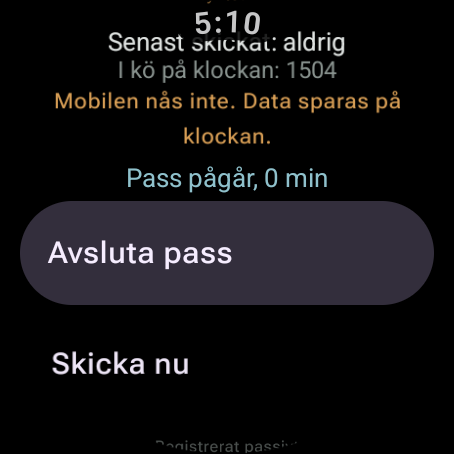 5:10
Senast skickat: aldrig
I kö på klockan: 1504
Mobilen nås inte. Data sparas på
klockan.
Pass pågår, 0 min
Avsluta pass
Skicka nu
Registrerat